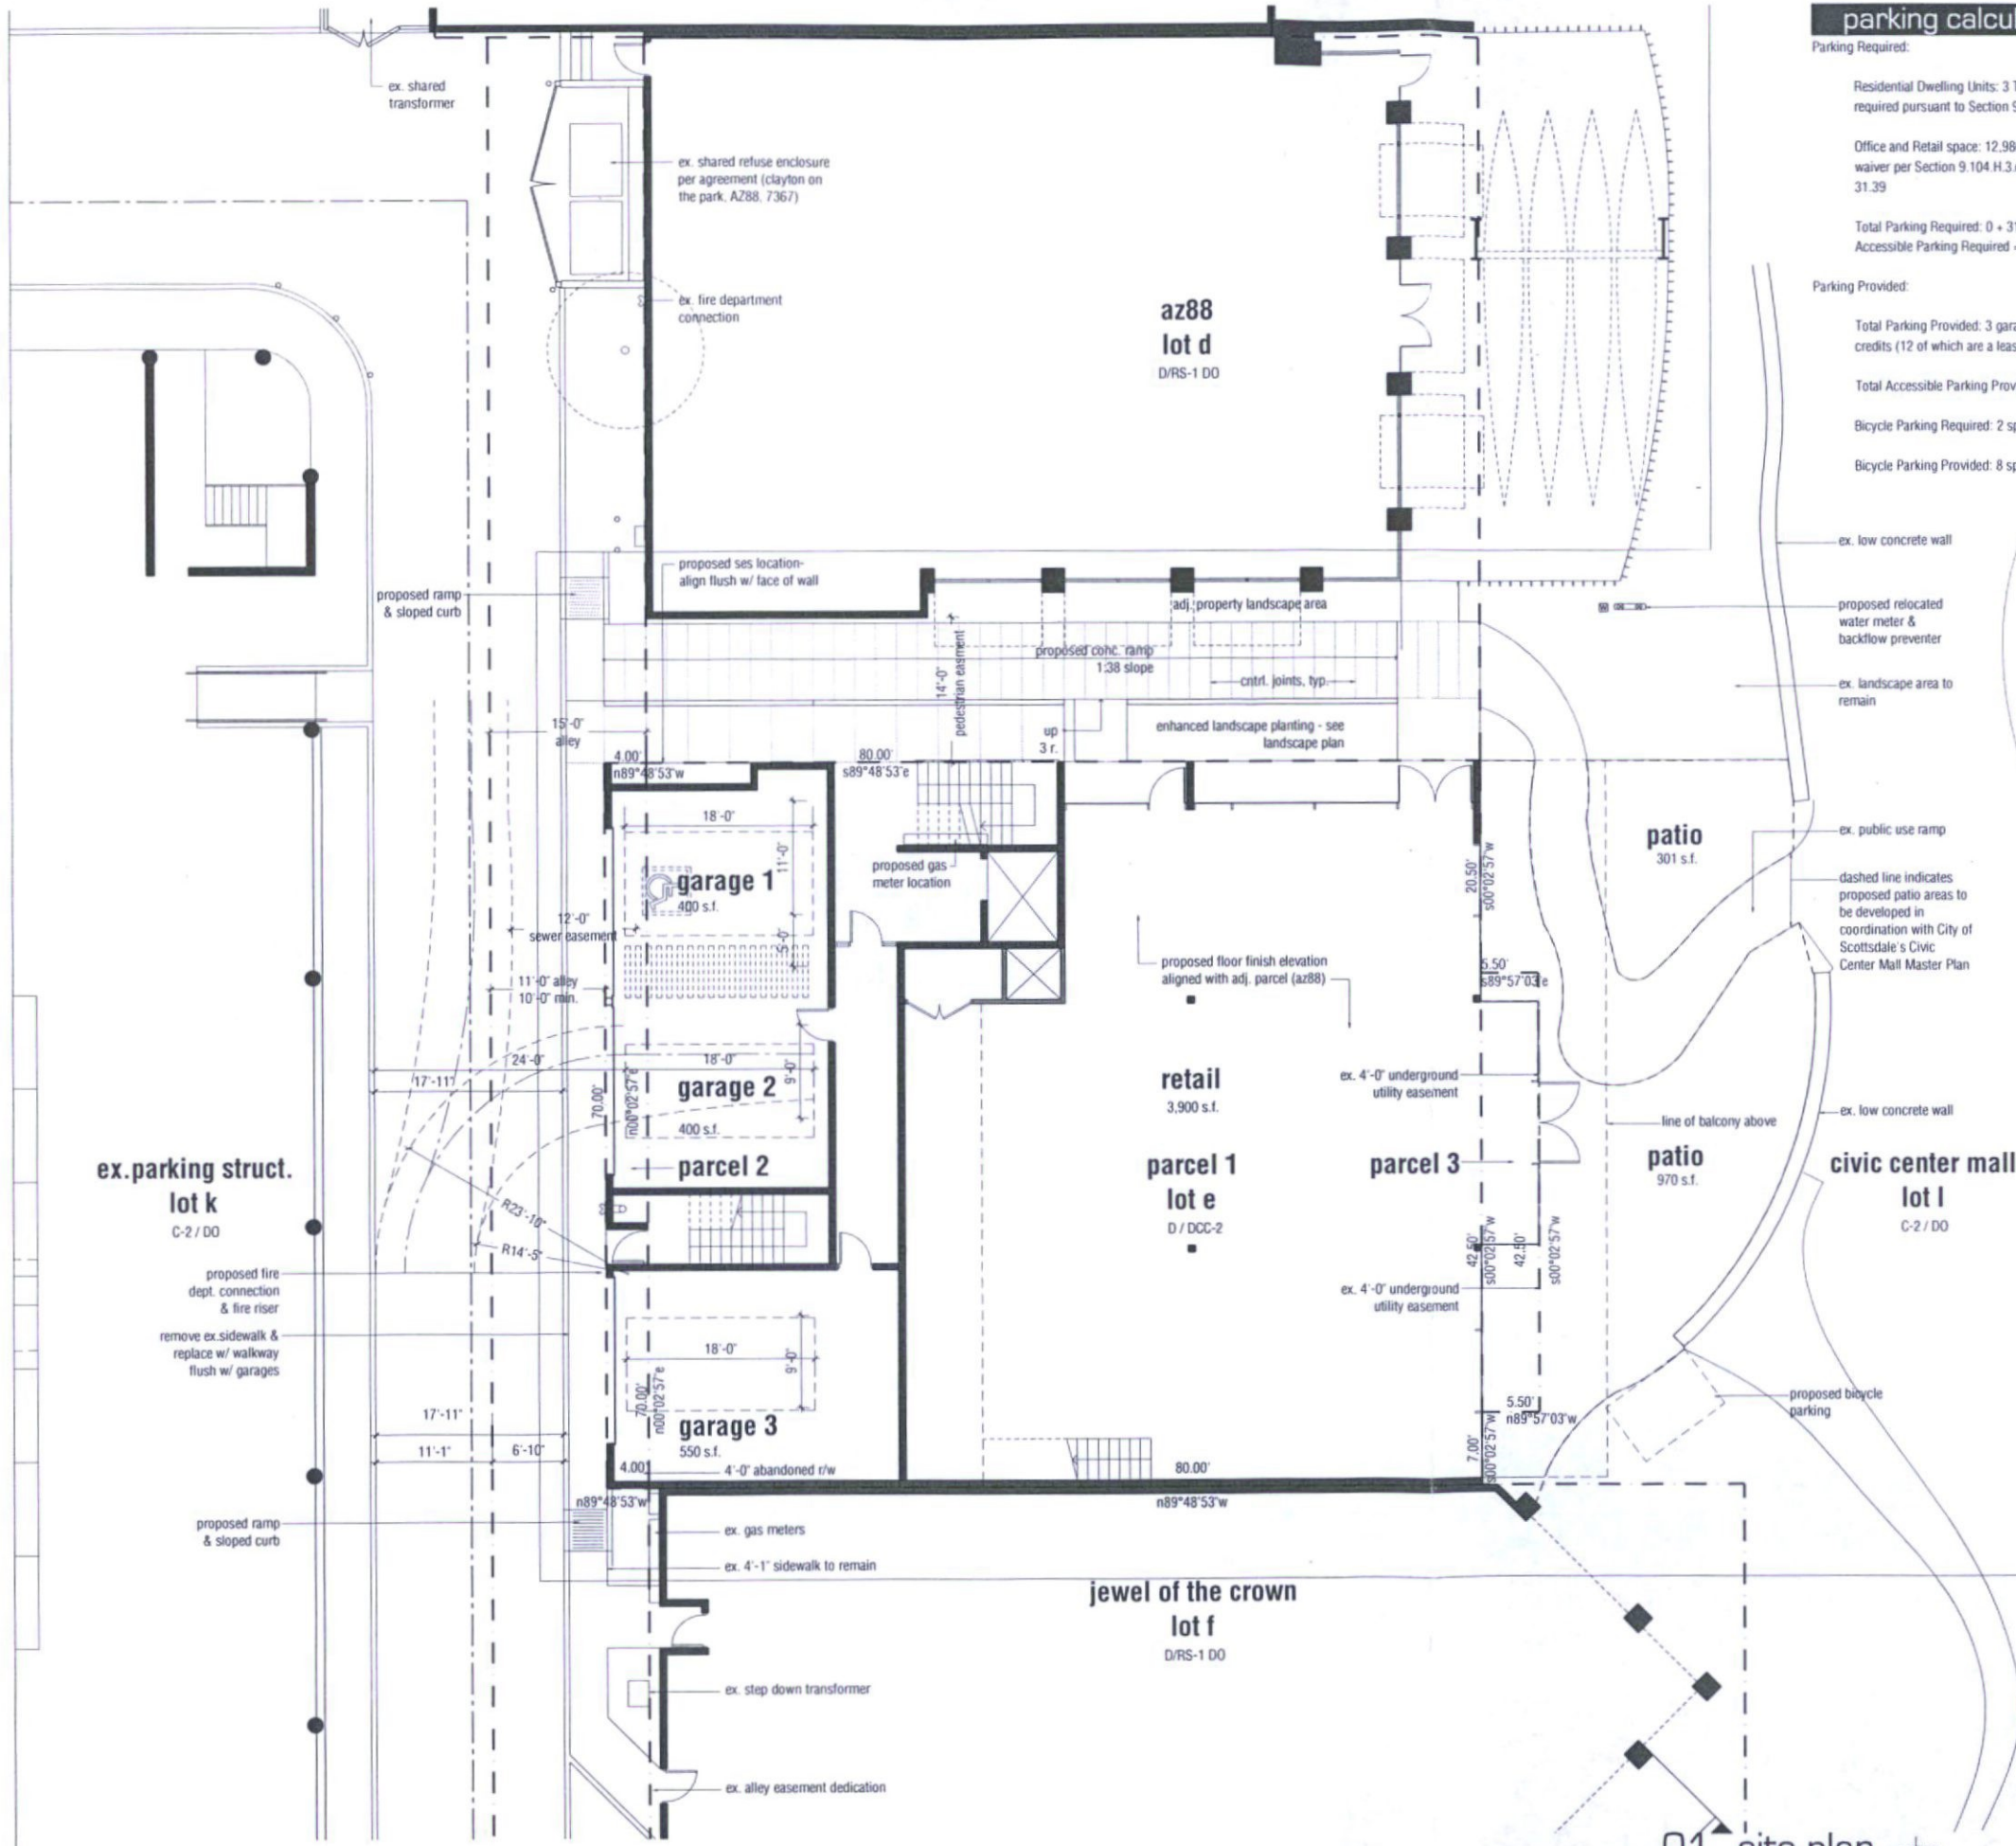 parking calcul
Parking Required:
Residential Dwelling Units: 3
required pursuant to Section 9
Office and Retail space: 12,98
waiver per Section 9.104.H.3.
31.39
Total Parking Required: 0 + 31
Accessible Parking Required
Parking Provided:
Total Parking Provided: 3 gara
credits (12 of which are a leas
Total Accessible Parking Prov
Bicycle Parking Required: 2 sp
Bicycle Parking Provided: 8 sp
ex. shared
transformer
ex. shared refuse enclosure
per agreement (clayton on
the park, AZ88, 7367)
ex. fire department
connection
az88
lot d
D/RS-1 DO
ex. low concrete wall
proposed ses location-
align flush w/ face of wall
proposed ramp
& sloped curb
adj. property landscape area
proposed relocated
water meter &
backflow preventer
proposed conc. ramp
1:38 slope
14'-0"
pedestrian easment
cntrl. joints, typ.
ex. landscape area to
remain
15'-0"
alley
up
3 r.
enhanced landscape planting - see
landscape plan
4.00'
n89°48'53"w
80.00'
s89°48'53"e
18'-0"
11'-0"
garage 1
400 s.f.
5'-0"
proposed gas
meter location
20.50'
s00°02'57"w
patio
301 s.f.
ex. public use ramp
dashed line indicates
proposed patio areas to
be developed in
coordination with City of
Scottsdale's Civic
Center Mall Master Plan
12'-0"
sewer easement
proposed floor finish elevation
aligned with adj. parcel (az88)
5.50'
s89°57'03"e
11'-0" alley
10'-0" min.
24'-0"
17'-11"
18'-0"
9'-0"
garage 2
400 s.f.
70.00'
n00°02'57"e
retail
3,900 s.f.
ex. 4'-0" underground
utility easement
line of balcony above
ex. low concrete wall
ex.parking struct.
lot k
C-2 / DO
parcel 2
parcel 1
lot e
D / DCC-2
parcel 3
patio
970 s.f.
civic center mall
lot l
C-2 / DO
R23'-10"
R14'-5"
42.50'
s00°02'57"w
42.50'
s00°02'57"w
proposed fire
dept. connection
& fire riser
ex. 4'-0" underground
utility easement
remove ex.sidewalk &
replace w/ walkway
flush w/ garages
18'-0"
9'-0"
70.00'
n00°02'57"e
garage 3
550 s.f.
17'-11"
11'-1"
6'-10"
4.00'
4'-0" abandoned r/w
80.00'
5.50'
n89°57'03"w
7.00'
s00°02'57"w
proposed bicycle
parking
n89°48'53"w
n89°48'53"w
proposed ramp
& sloped curb
ex. gas meters
ex. 4'-1" sidewalk to remain
jewel of the crown
lot f
D/RS-1 DO
ex. step down transformer
ex. alley easement dedication
01 site plan